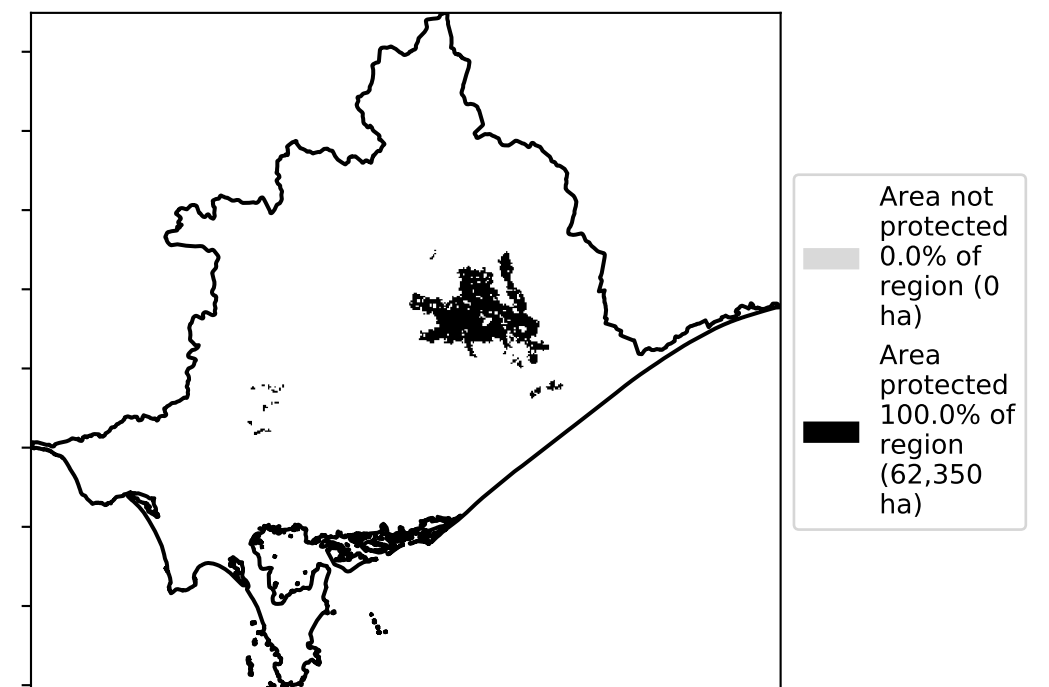 Area not
protected
0.0% of
region (0
ha)
Area
protected
100.0% of
region
(62,350
ha)